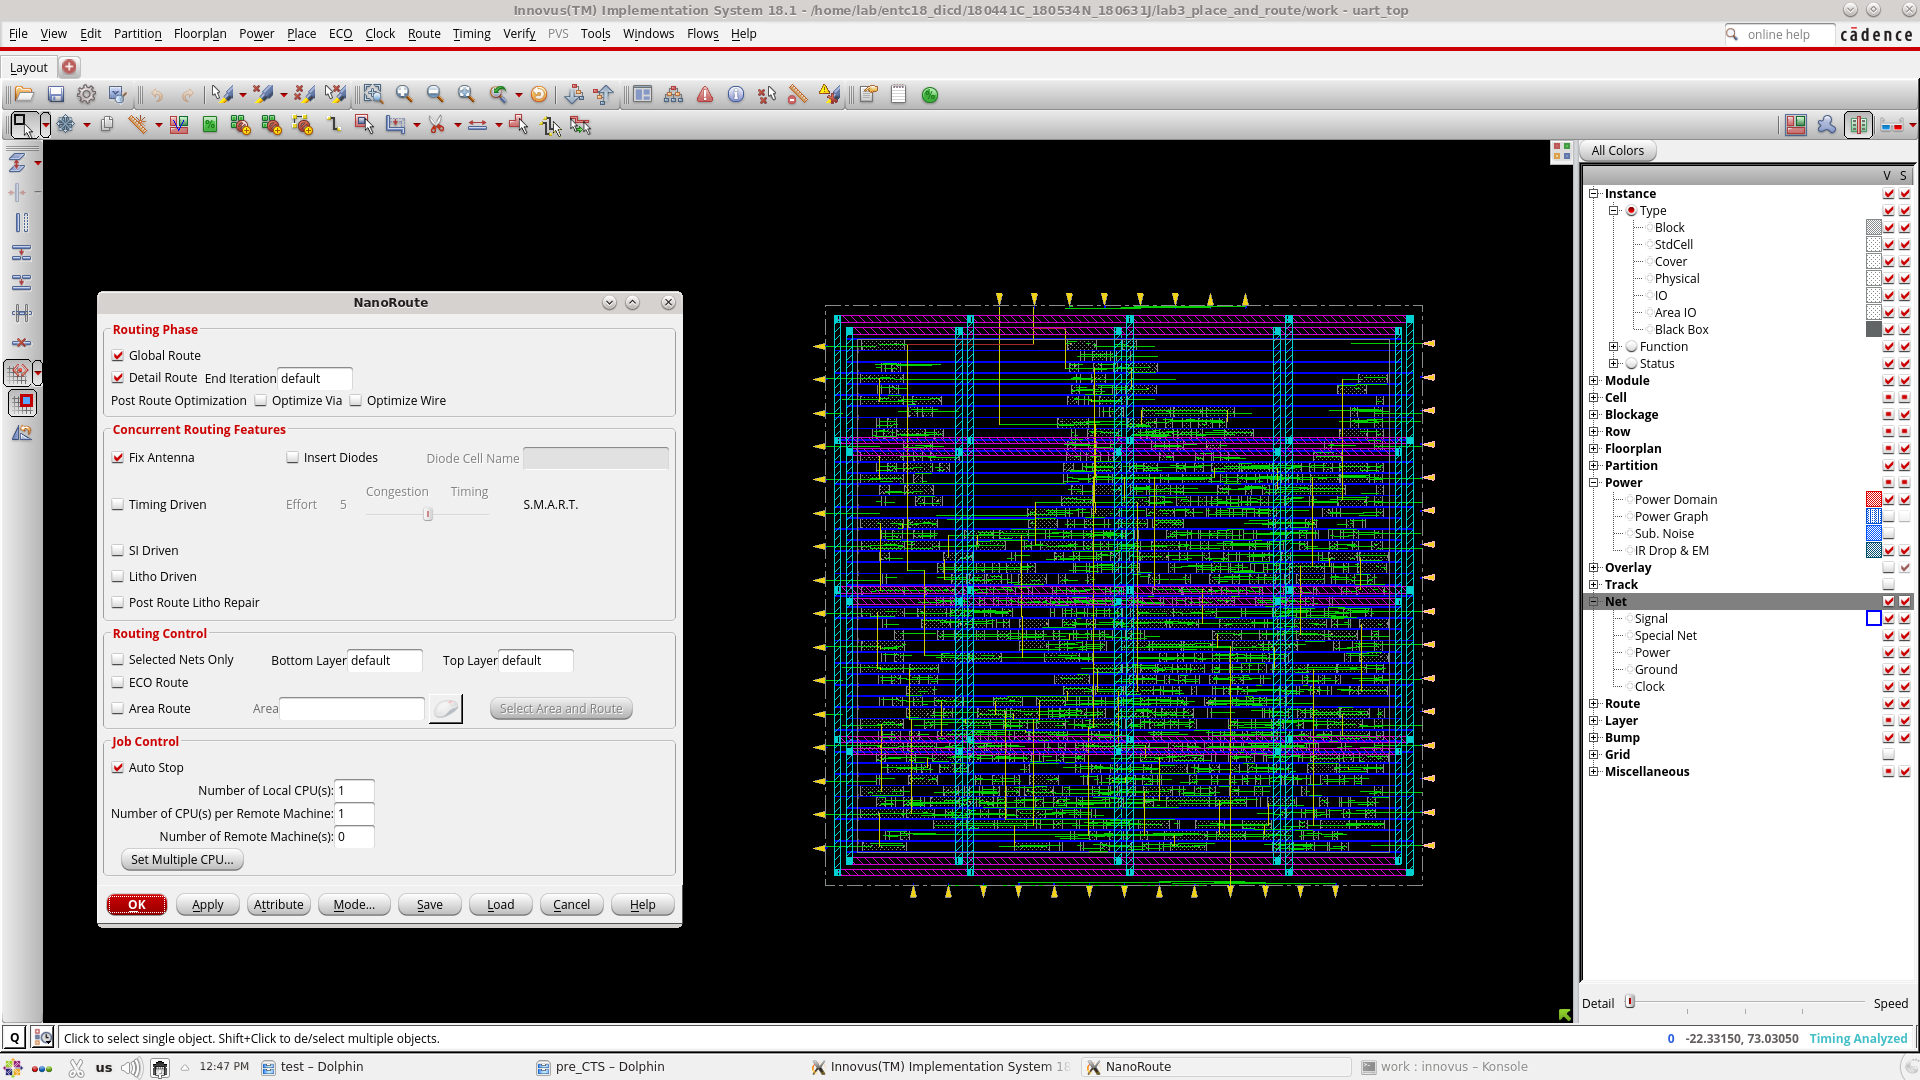 Innovus(TM) Implementation System 18.1 - /home/lab/entc18_dicd/180441C_180534N_180631J/lab3_place_and_route/work - uart_top
File View Edit Partition Floorplan Power Place ECO Clock Route Timing Verify PVS Tools Windows Flows Help
online help
cādence
Layout
All Colors
V S
Instance
Type
Block
StdCell
Cover
Physical
IO
Area IO
Black Box
Function
Status
Module
Cell
Blockage
Row
Floorplan
Partition
Power
Power Domain
Power Graph
Sub. Noise
IR Drop & EM
Overlay
Track
Net
Signal
Special Net
Power
Ground
Clock
Route
Layer
Bump
Grid
Miscellaneous
Detail Speed
NanoRoute
Routing Phase
Global Route
Detail Route End Iteration default
Post Route Optimization Optimize Via Optimize Wire
Concurrent Routing Features
Fix Antenna Insert Diodes Diode Cell Name
Congestion Timing
Timing Driven Effort 5 S.M.A.R.T.
SI Driven
Litho Driven
Post Route Litho Repair
Routing Control
Selected Nets Only Bottom Layer default Top Layer default
ECO Route
Area Route Area Select Area and Route
Job Control
Auto Stop
Number of Local CPU(s): 1
Number of CPU(s) per Remote Machine: 1
Number of Remote Machine(s): 0
Set Multiple CPU...
OK Apply Attribute Mode... Save Load Cancel Help
Q Click to select single object. Shift+Click to de/select multiple objects. 0 -22.33150, 73.03050 Timing Analyzed
us 12:47 PM test – Dolphin pre_CTS – Dolphin Innovus(TM) Implementation System 18 NanoRoute work : innovus – Konsole